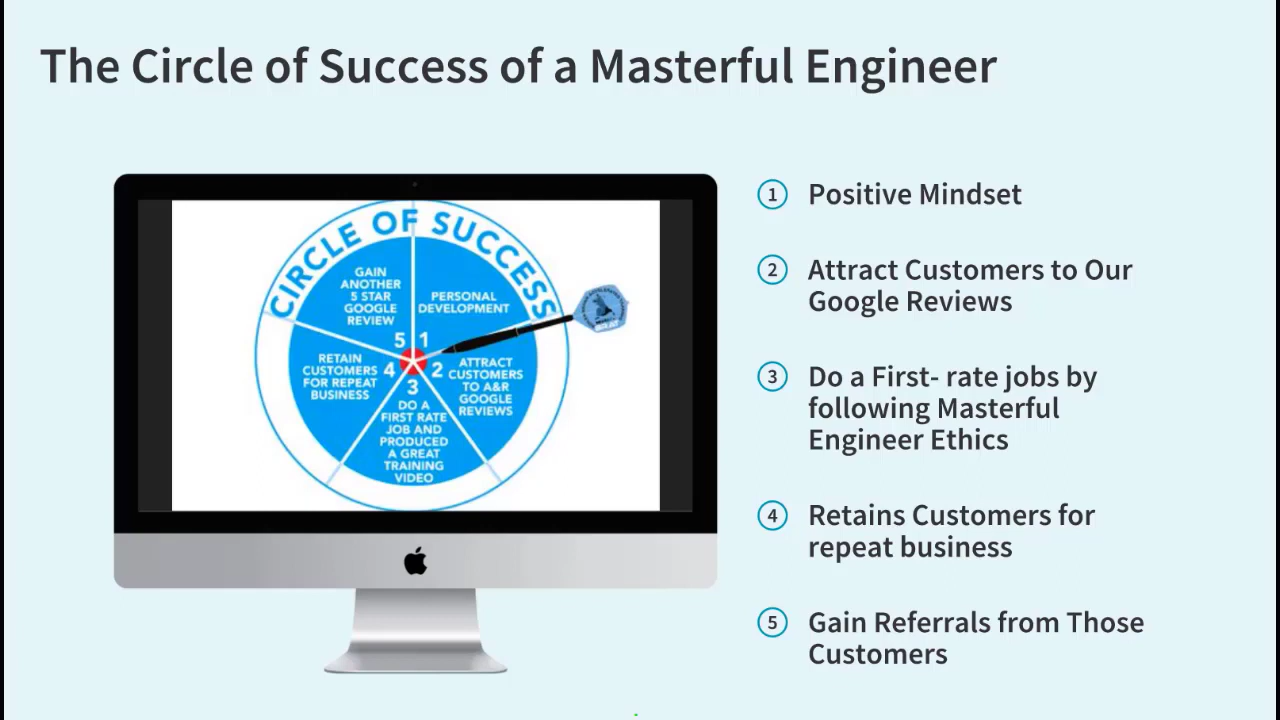 The Circle of Success of a Masterful Engineer
CIRCLE OF SUCCESS
GAIN
ANOTHER
5 STAR
GOOGLE
REVIEW
5
PERSONAL
DEVELOPMENT
1
ATTRACT
CUSTOMERS
TO A&R
GOOGLE
REVIEWS
2
3
DO A
FIRST RATE
JOB AND
PRODUCED
A GREAT
TRAINING
VIDEO
RETAIN
CUSTOMERS
FOR REPEAT
BUSINESS
4
1 Positive Mindset
2 Attract Customers to Our
Google Reviews
3 Do a First- rate jobs by
following Masterful
Engineer Ethics
4 Retains Customers for
repeat business
5 Gain Referrals from Those
Customers